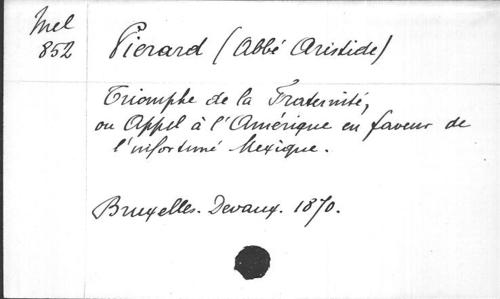 Mel
852
Pierard (Abbé Aristide)
Triomphe de la Fraternité,
ou Appel à l'Amérique en faveur de
l'infortuné Mexique.
Bruxelles. Devaux. 1870.